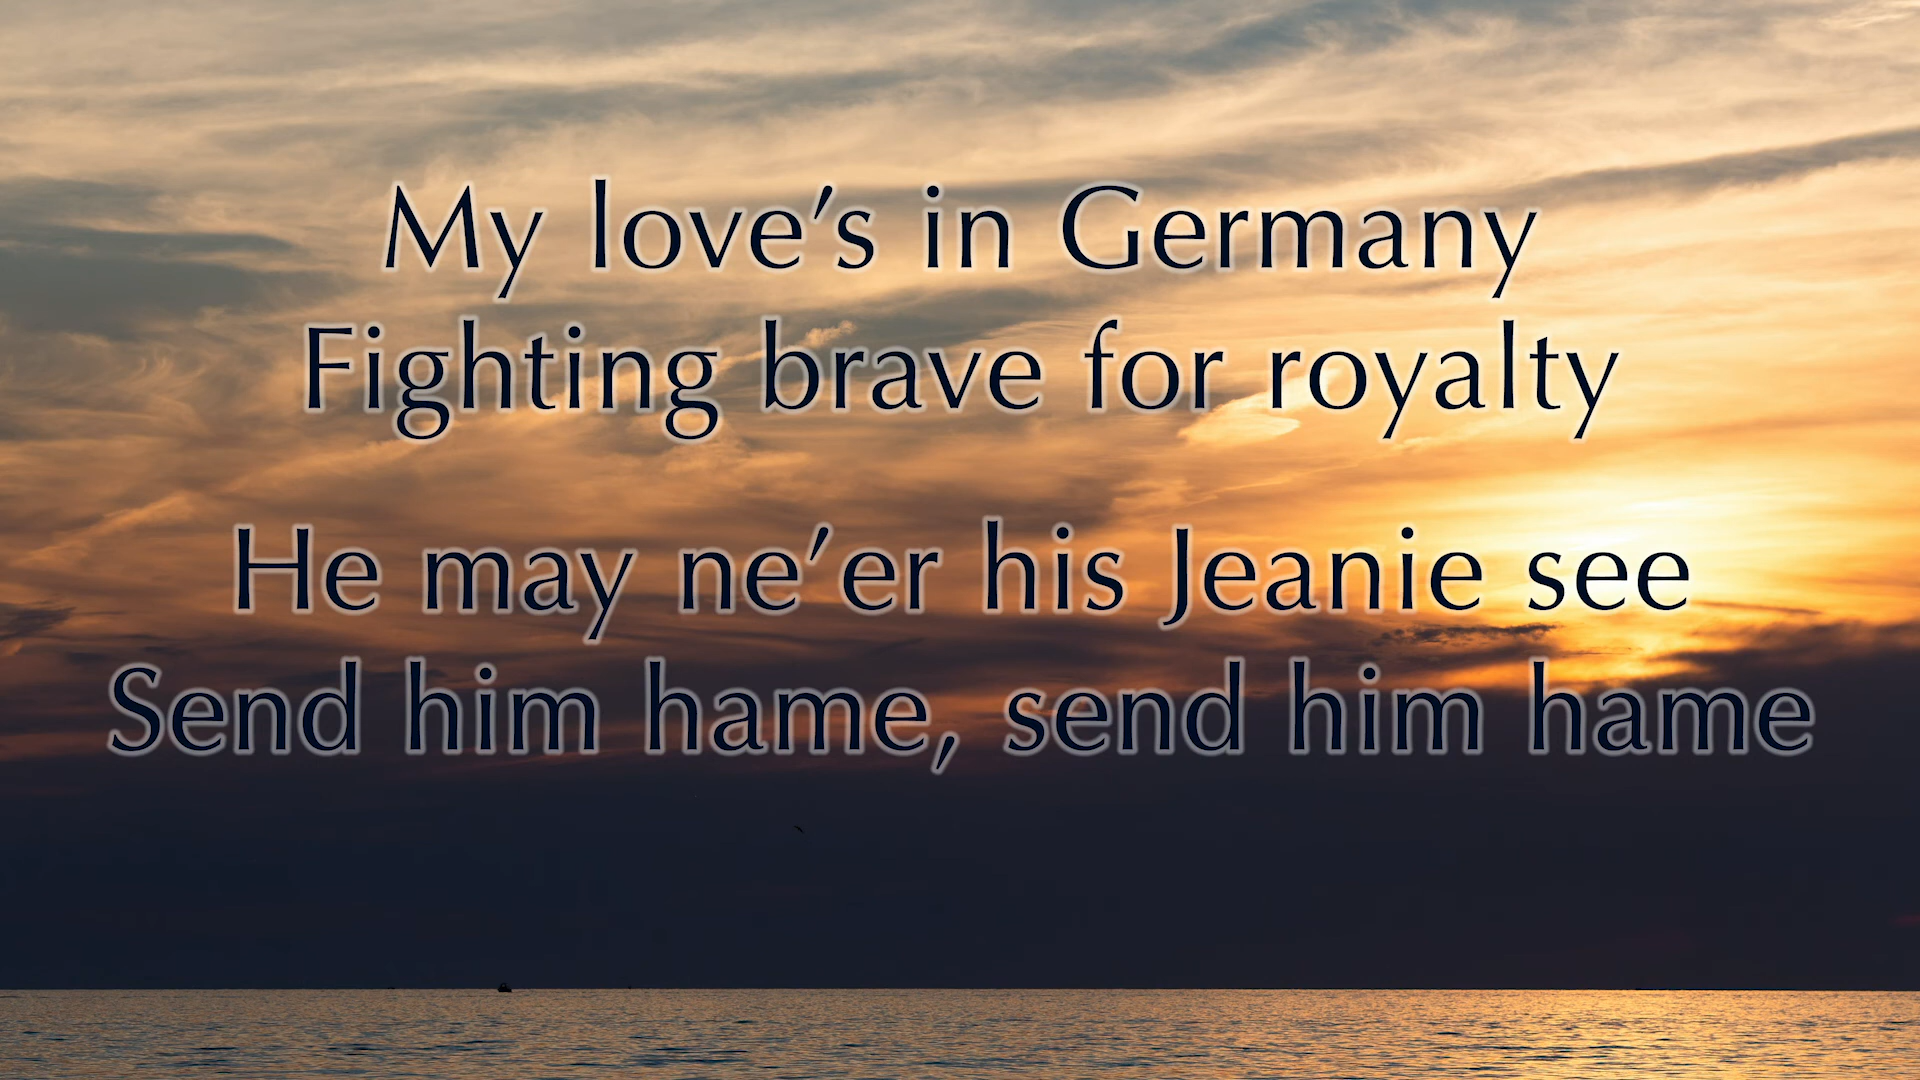 My love’s in Germany
Fighting brave for royalty
He may ne’er his Jeanie see
Send him hame, send him hame